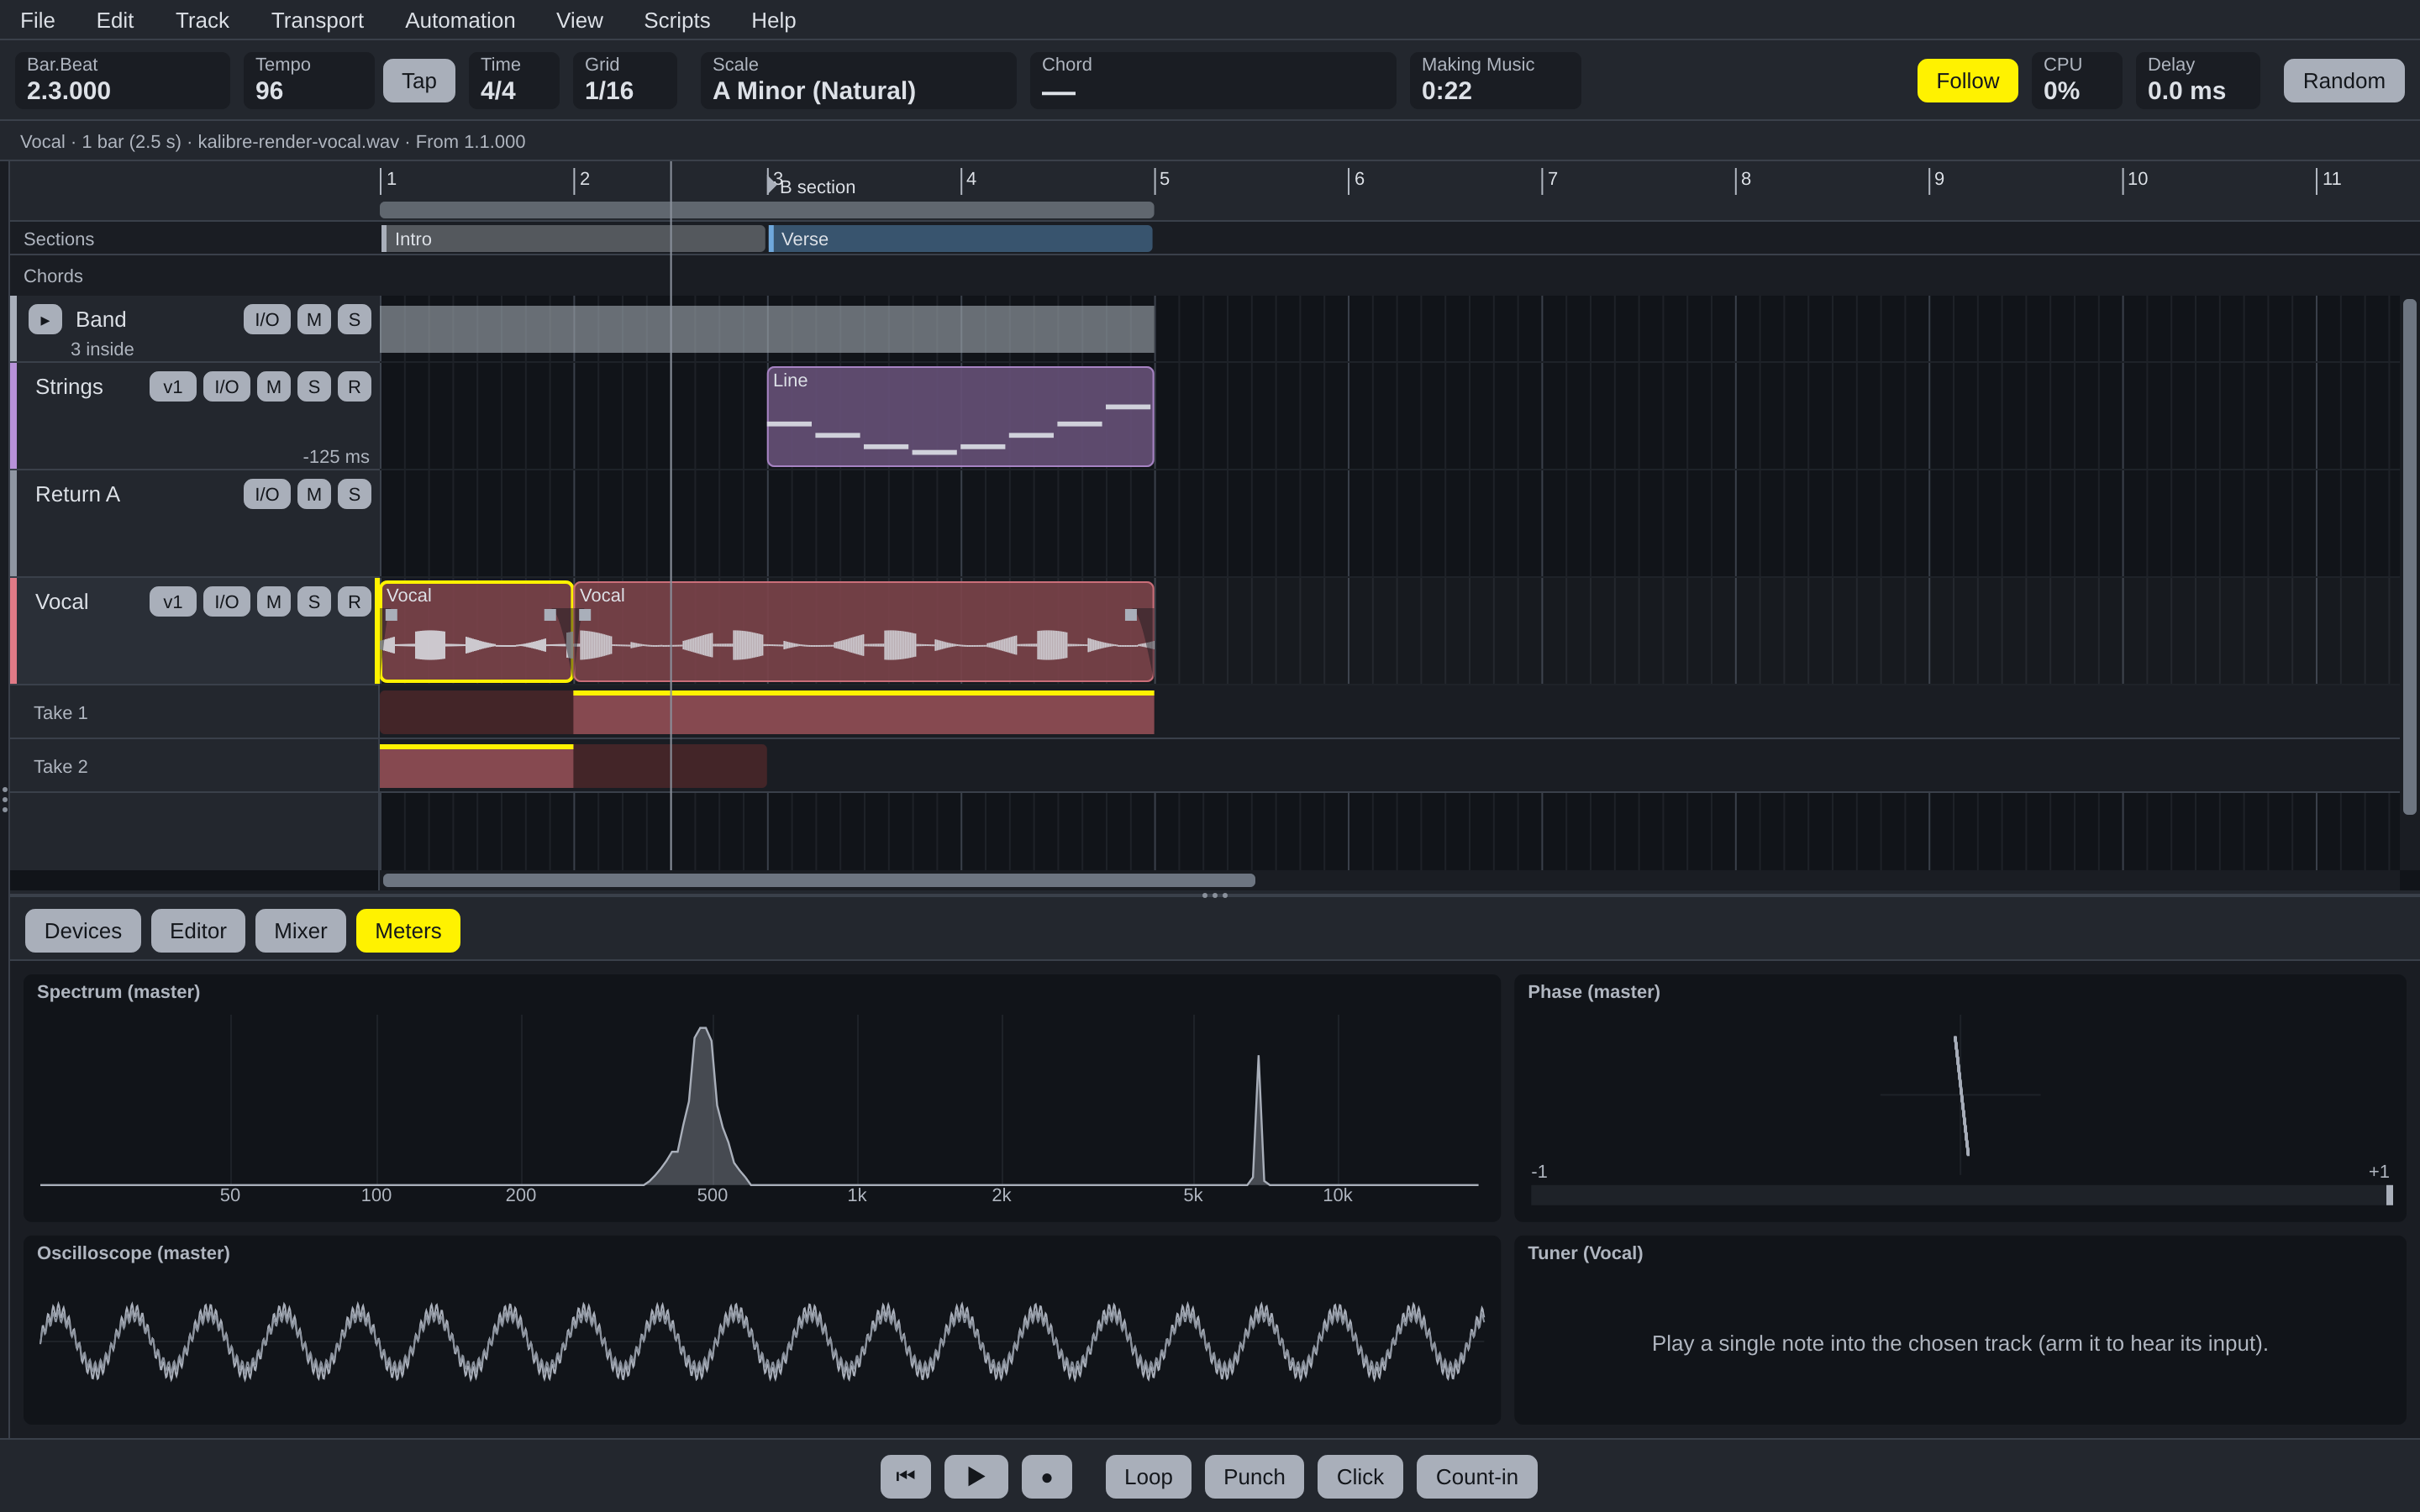 File Edit Track Transport Automation View Scripts Help
Bar.Beat Tempo Time Grid Scale Chord Making Music CPU Delay
2.3.000 96 Tap 4/4 1/16 A Minor (Natural) — 0:22 Follow 0% 0.0 ms Random
Vocal · 1 bar (2.5 s) · kalibre-render-vocal.wav · From 1.1.000
1 2 3 B section 4 5 6 7 8 9 10 11
Sections Intro Verse
Chords
Band I/O M S
3 inside
Strings v1 I/O M S R Line
-125 ms
Return A I/O M S
Vocal v1 I/O M S R Vocal Vocal
Take 1
Take 2
Devices Editor Mixer Meters
Spectrum (master)
50 100 200 500 1k 2k 5k 10k
Phase (master)
-1 +1
Oscilloscope (master)
Tuner (Vocal)
Play a single note into the chosen track (arm it to hear its input).
Loop Punch Click Count-in